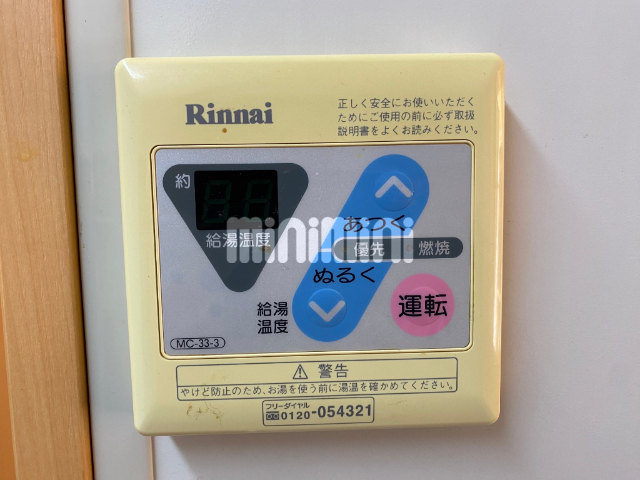 Rinnai
正しく安全にお使いいただく
ためにご使用の前に必ず取扱
説明書をよくお読みください。
約
給湯温度
minimini
あつく
優先 燃焼
ぬるく
給湯
温度
運転
MC-33-3
⚠ 警告
やけど防止のため、お湯を使う前に湯温を確かめてください。
フリーダイヤル
0120-054321